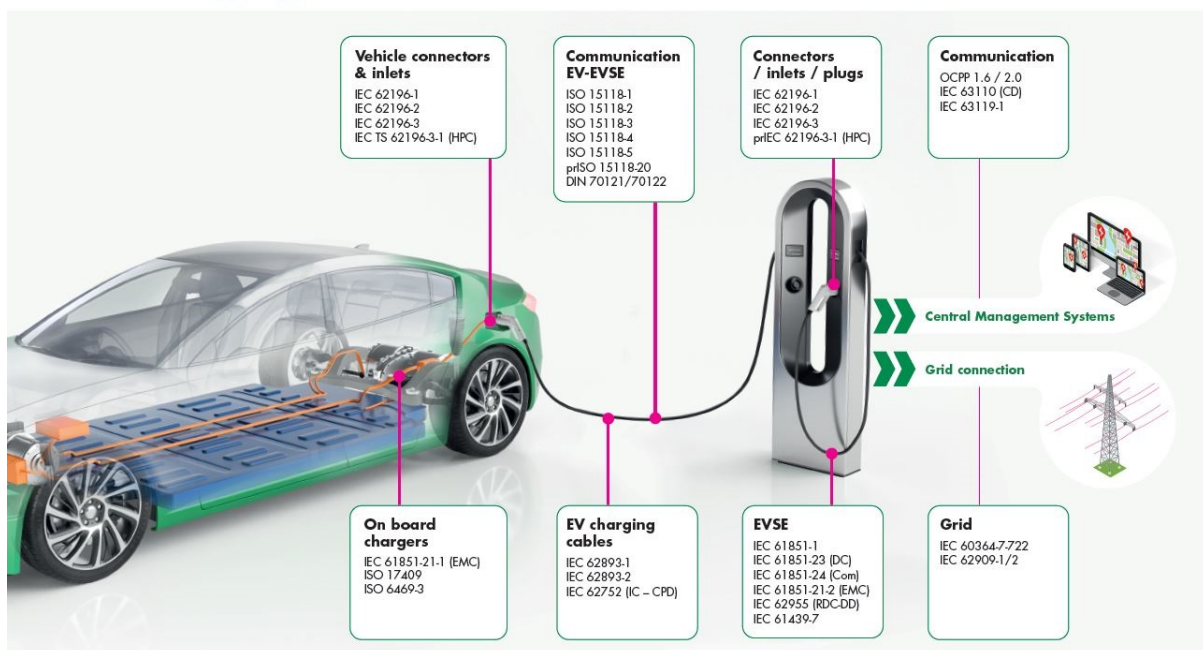 Vehicle connectors
& inlets
IEC 62196-1
IEC 62196-2
IEC 62196-3
IEC TS 62196-3-1 (HPC)
Communication
EV-EVSE
ISO 15118-1
ISO 15118-2
ISO 15118-3
ISO 15118-4
ISO 15118-5
prISO 15118-20
DIN 70121/70122
Connectors
/ inlets / plugs
IEC 62196-1
IEC 62196-2
IEC 62196-3
prIEC 62196-3-1 (HPC)
Communication
OCPP 1.6 / 2.0
IEC 63110 (CD)
IEC 63119-1
Central Management Systems
Grid connection
On board
chargers
IEC 61851-21-1 (EMC)
ISO 17409
ISO 6469-3
EV charging
cables
IEC 62893-1
IEC 62893-2
IEC 62752 (IC – CPD)
EVSE
IEC 61851-1
IEC 61851-23 (DC)
IEC 61851-24 (Com)
IEC 61851-21-2 (EMC)
IEC 62955 (RDC-DD)
IEC 61439-7
Grid
IEC 60364-7-722
IEC 62909-1/2